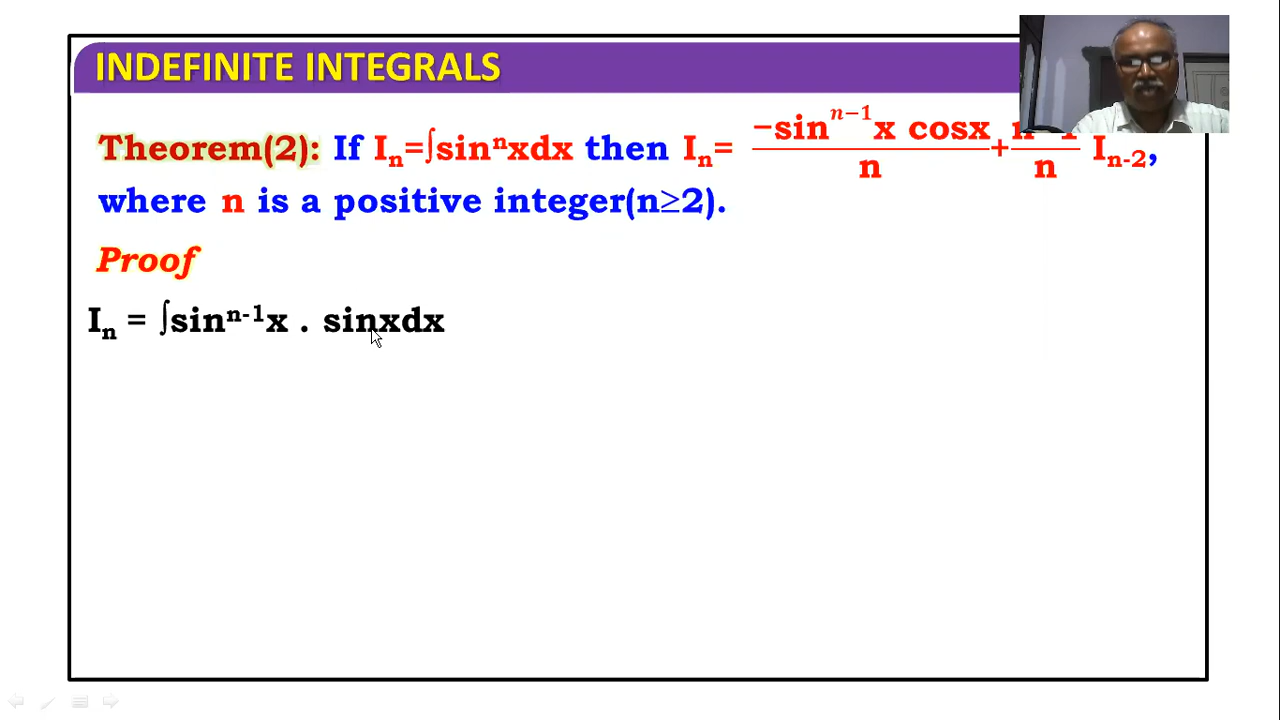 INDEFINITE INTEGRALS
Theorem(2): If Iₙ=∫sinⁿxdx then Iₙ= −sinⁿ⁻¹x cosx/n + n−1/n Iₙ₋₂,
where n is a positive integer(n≥2).
Proof
Iₙ = ∫sinⁿ⁻¹x . sinxdx